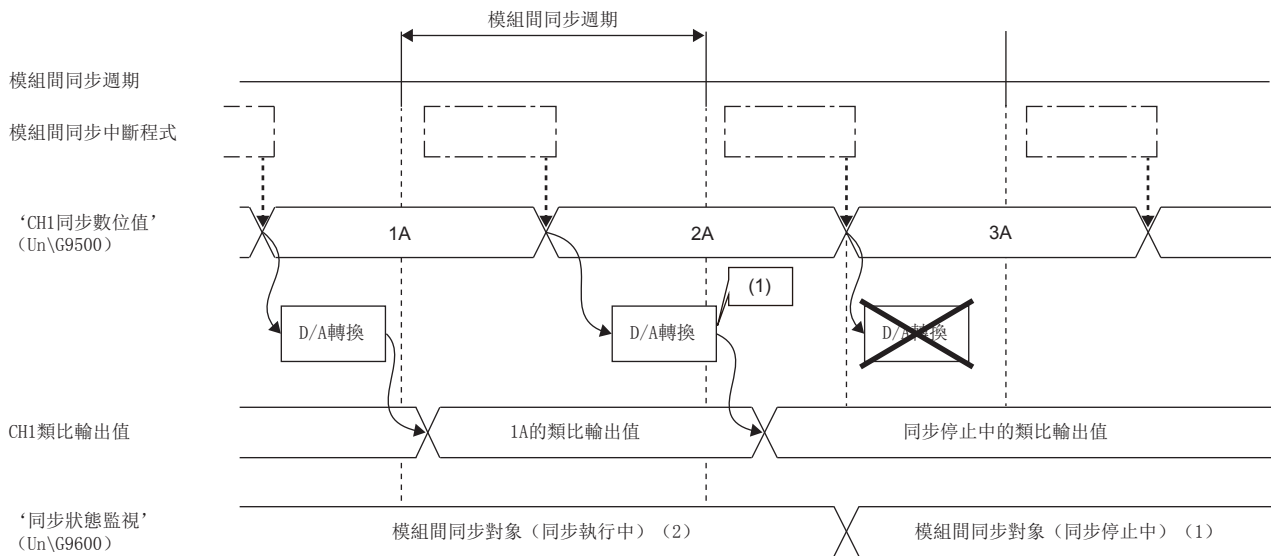 模組間同步週期
模組間同步週期
模組間同步中斷程式
‘CH1同步數位值’
（Un\G9500）
1A
2A
3A
(1)
D/A轉換
D/A轉換
D/A轉換
CH1類比輸出值
1A的類比輸出值
同步停止中的類比輸出值
‘同步狀態監視’
（Un\G9600）
模組間同步對象（同步執行中）（2）
模組間同步對象（同步停止中）（1）